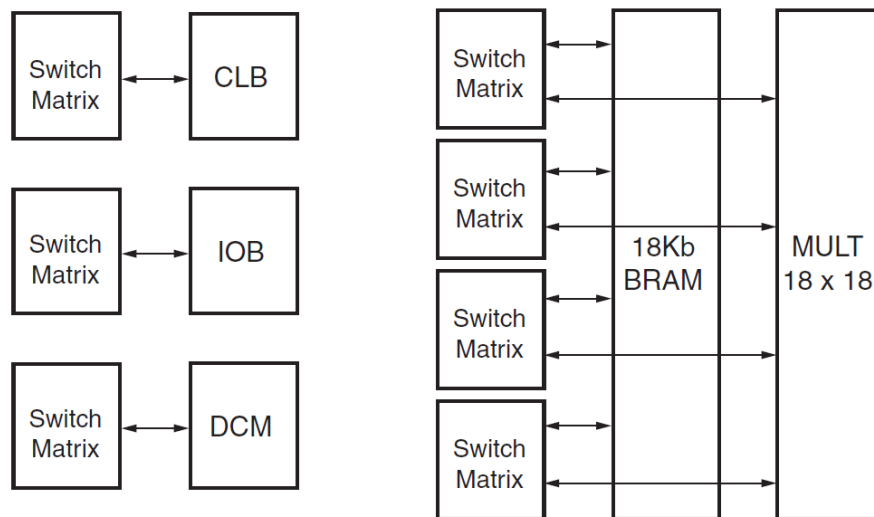 Switch
Matrix
CLB
Switch
Matrix
IOB
Switch
Matrix
DCM
Switch
Matrix
Switch
Matrix
Switch
Matrix
Switch
Matrix
18Kb
BRAM
MULT
18 x 18